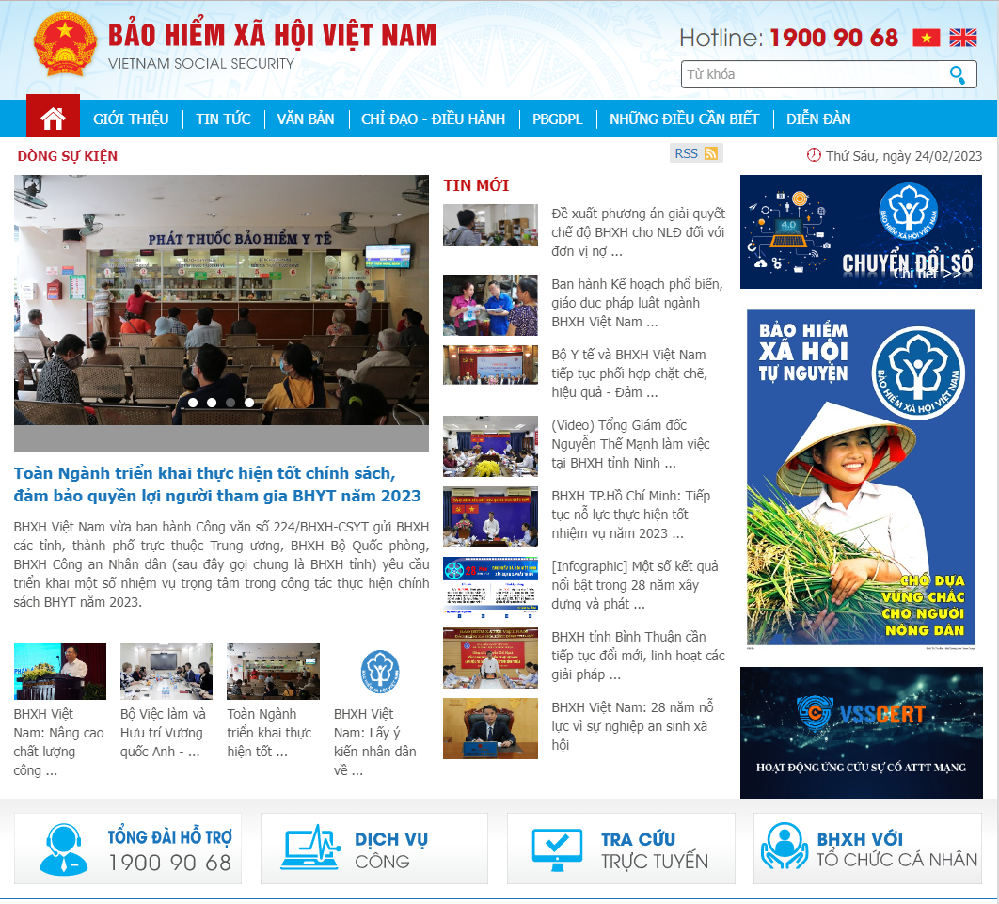 BẢO HIỂM XÃ HỘI VIỆT NAM
VIETNAM SOCIAL SECURITY
Hotline: 1900 90 68
Từ khóa
GIỚI THIỆU
TIN TỨC
VĂN BẢN
CHỈ ĐẠO - ĐIỀU HÀNH
PBGDPL
NHỮNG ĐIỀU CẦN BIẾT
DIỄN ĐÀN
DÒNG SỰ KIỆN
RSS
Thứ Sáu, ngày 24/02/2023
PHÁT THUỐC BẢO HIỂM Y TẾ
Toàn Ngành triển khai thực hiện tốt chính sách,
đảm bảo quyền lợi người tham gia BHYT năm 2023
BHXH Việt Nam vừa ban hành Công văn số 224/BHXH-CSYT gửi BHXH
các tỉnh, thành phố trực thuộc Trung ương, BHXH Bộ Quốc phòng,
BHXH Công an Nhân dân (sau đây gọi chung là BHXH tỉnh) yêu cầu
triển khai một số nhiệm vụ trọng tâm trong công tác thực hiện chính
sách BHYT năm 2023.
BHXH Việt
Nam: Nâng cao
chất lượng
công ...
Bộ Việc làm và
Hưu trí Vương
quốc Anh - ...
Toàn Ngành
triển khai thực
hiện tốt ...
BHXH Việt
Nam: Lấy ý
kiến nhân dân
về ...
TIN MỚI
Đề xuất phương án giải quyết
chế độ BHXH cho NLĐ đối với
đơn vị nợ ...
Ban hành Kế hoạch phổ biến,
giáo dục pháp luật ngành
BHXH Việt Nam ...
Bộ Y tế và BHXH Việt Nam
tiếp tục phối hợp chặt chẽ,
hiệu quả - Đảm ...
(Video) Tổng Giám đốc
Nguyễn Thế Mạnh làm việc
tại BHXH tỉnh Ninh ...
BHXH TP.Hồ Chí Minh: Tiếp
tục nỗ lực thực hiện tốt
nhiệm vụ năm 2023 ...
[Infographic] Một số kết quả
nổi bật trong 28 năm xây
dựng và phát ...
BHXH tỉnh Bình Thuận cần
tiếp tục đổi mới, linh hoạt các
giải pháp ...
BHXH Việt Nam: 28 năm nỗ
lực vì sự nghiệp an sinh xã
hội
4.0
BẢO HIỂM XÃ HỘI VIỆT NAM
CHUYỂN ĐỔI SỐ
Chi tiết >>
BẢO HIỂM
XÃ HỘI
TỰ NGUYỆN
BẢO HIỂM XÃ HỘI VIỆT NAM
CHỖ DỰA
VỮNG CHẮC
CHO NGƯỜI
NÔNG DÂN
VSSCERT
HOẠT ĐỘNG ỨNG CỨU SỰ CỐ ATTT MẠNG
TỔNG ĐÀI HỖ TRỢ
1900 90 68
DỊCH VỤ
CÔNG
TRA CỨU
TRỰC TUYẾN
BHXH VỚI
TỔ CHỨC CÁ NHÂN